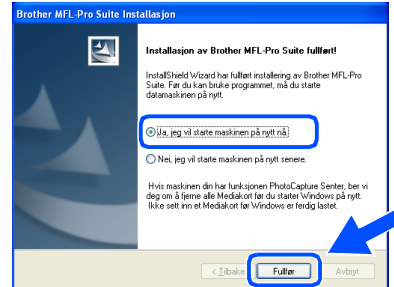 Brother MFL-Pro Suite Installasjon
Installasjon av Brother MFL-Pro Suite fullført!
InstallShield Wizard har fullført installering av Brother MFL-Pro
Suite. Før du kan bruke programmet, må du starte
datamaskinen på nytt.
Ja, jeg vil starte maskinen på nytt nå.
Nei, jeg vil starte maskinen på nytt senere.
Hvis maskinen din har funksjonen PhotoCapture Senter, ber vi
deg om å fjerne alle Mediakort før du starter Windows på nytt.
Ikke sett inn et Mediakort før Windows er ferdig lastet.
< Tilbake Fullfør Avbryt